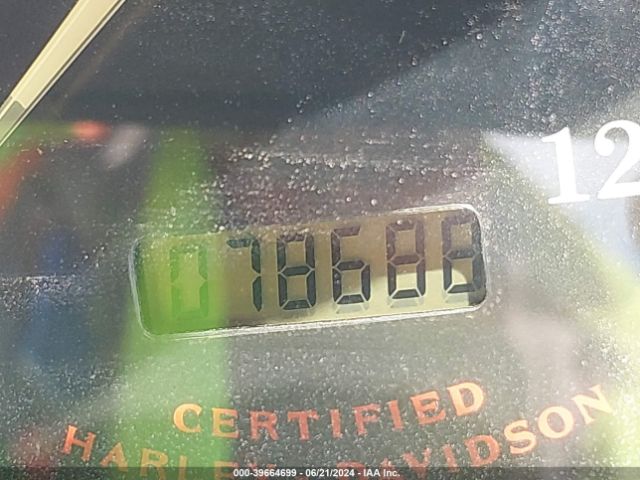 12
078688
CERTIFIED
HARLEY-DAVIDSON
000-39664699 - 06/21/2024 - IAA Inc.